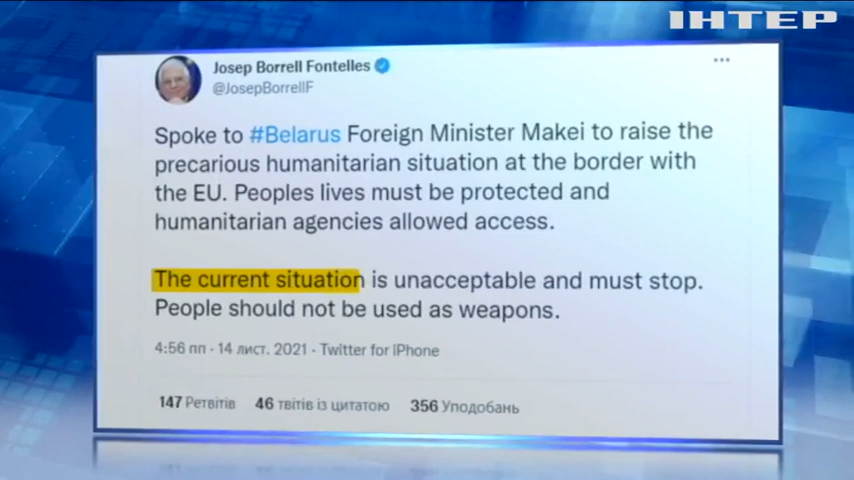 ІНТЕР
Josep Borrell Fontelles
@JosepBorrellF
Spoke to #Belarus Foreign Minister Makei to raise the
precarious humanitarian situation at the border with
the EU. Peoples lives must be protected and
humanitarian agencies allowed access.
The current situation is unacceptable and must stop.
People should not be used as weapons.
4:56 пп · 14 лист. 2021 · Twitter for iPhone
147 Ретвітів 46 твітів із цитатою 356 Уподобань